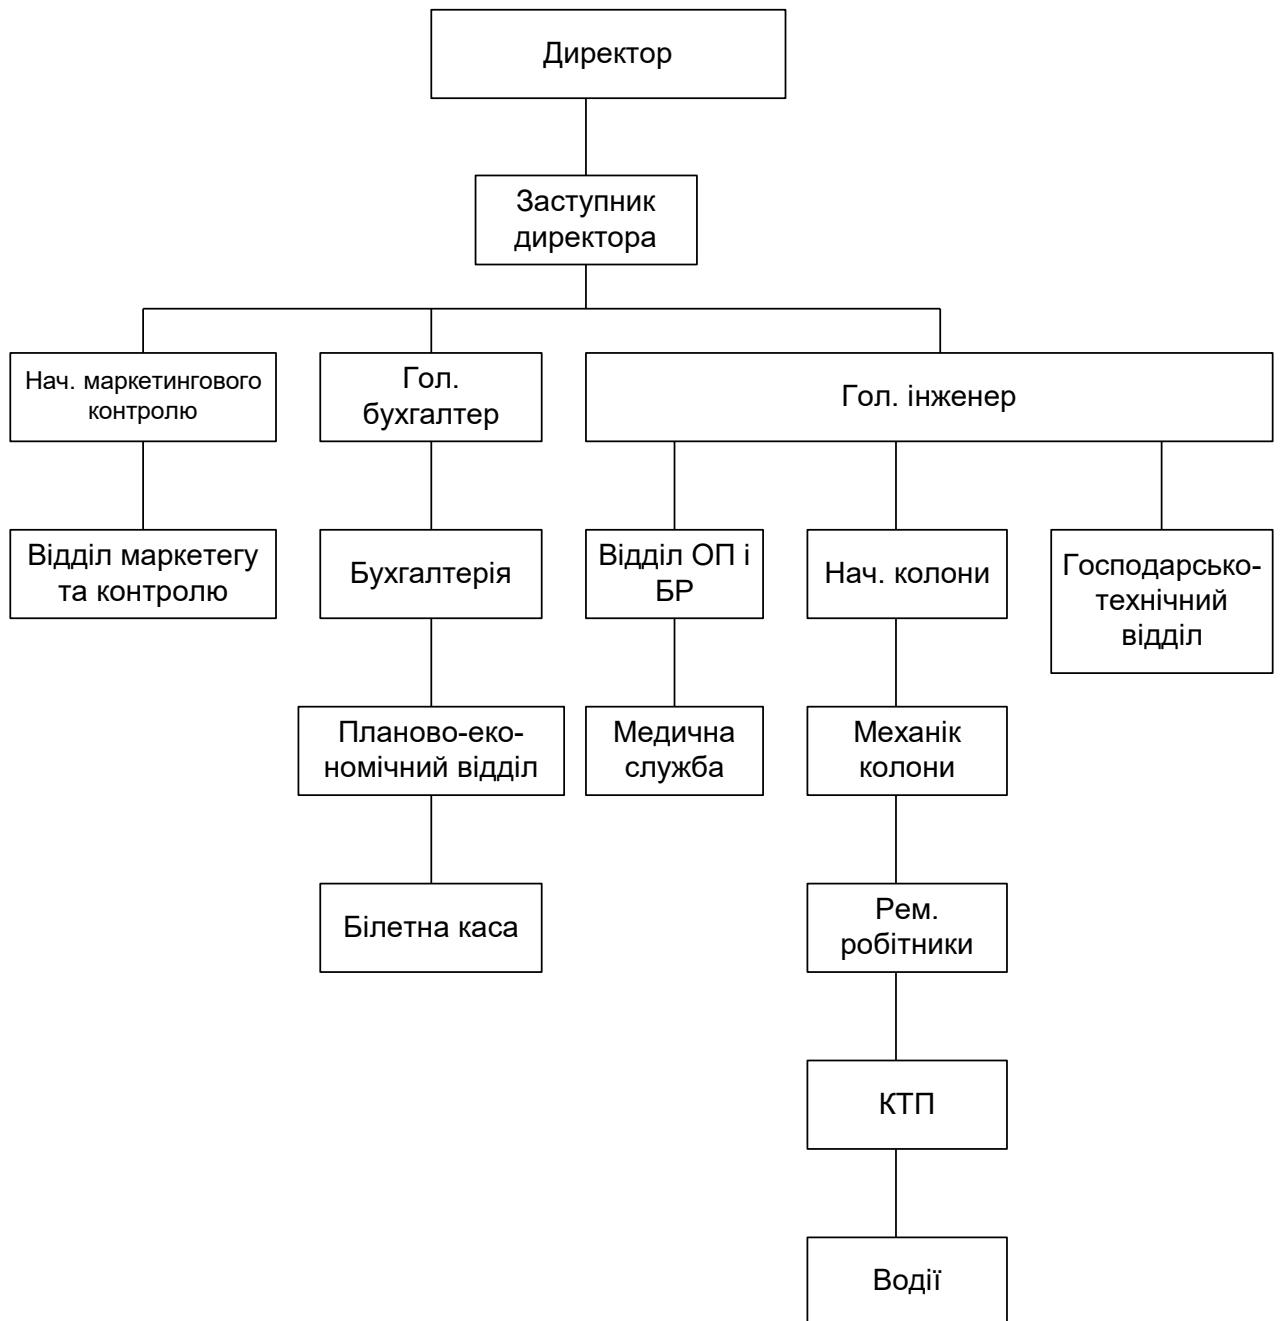 Директор
Заступник
директора
Нач. маркетингового
контролю
Гол.
бухгалтер
Гол. інженер
Відділ маркетегу
та контролю
Бухгалтерія
Відділ ОП і
БР
Нач. колони
Господарсько-
технічний
відділ
Планово-еко-
номічний відділ
Медична
служба
Механік
колони
Білетна каса
Рем.
робітники
КТП
Водії